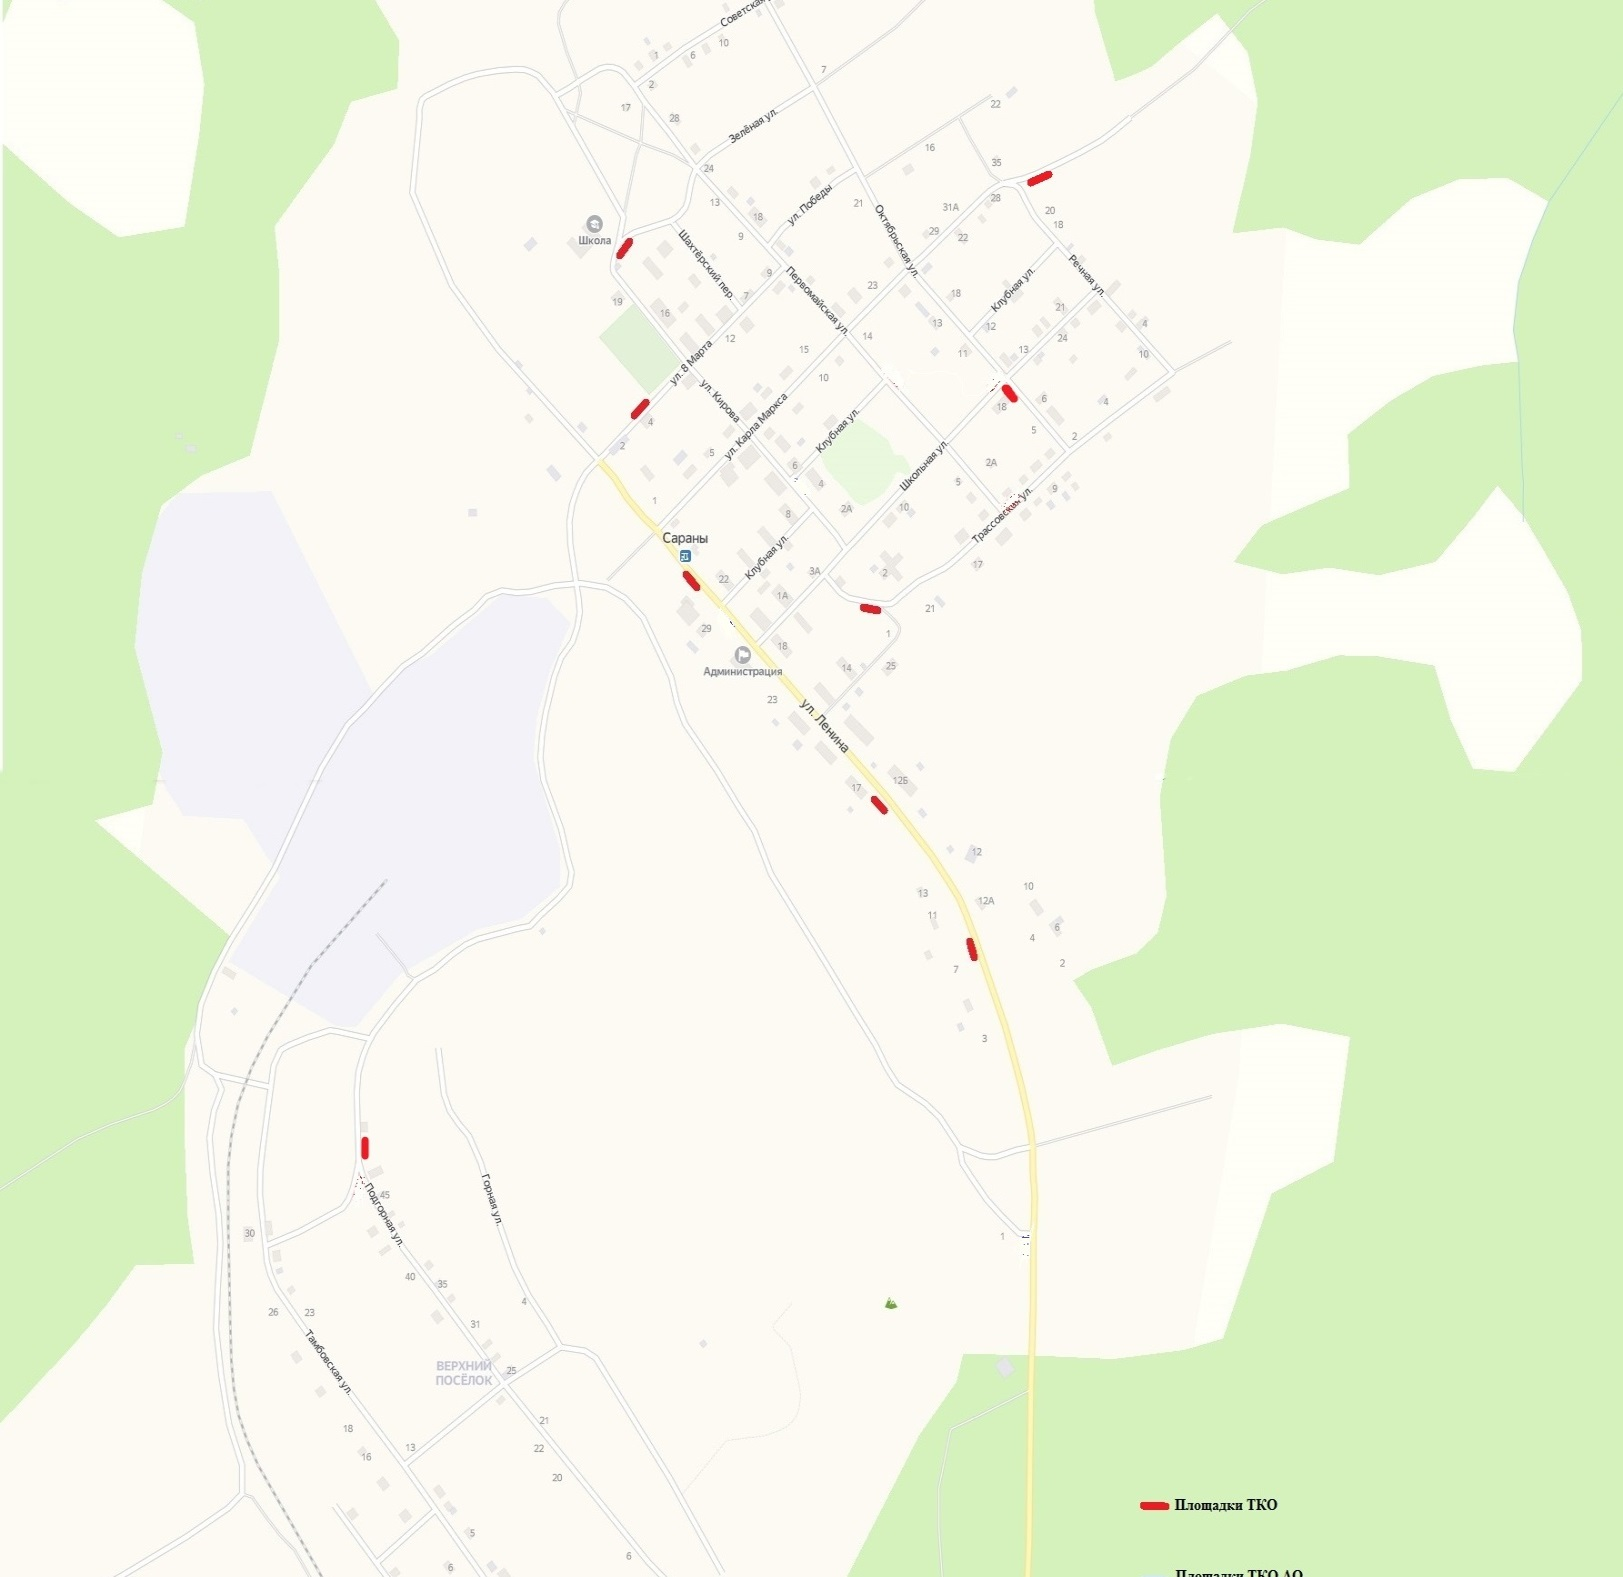 Советская
10
1
6
2
7
17
28
Зелёная ул.
22
24
16
35
13
18
ул. Победы
21
31А
28
20
18
Школа
9
Шахтёрский пер.
Октябрьская ул.
29
22
Речная ул.
Первомайская ул.
9
Клубная ул.
19
16
7
23
18
21
4
12
13
12
24
14
15
11
13
10
ул. 8 Марта
10
ул. Кирова
ул. Карла Маркса
Клубная ул.
18
6
4
4
5
2
2
5
6
Школьная ул.
2А
1
4
5
9
8
2А
10
Трассовская ул.
Сараны
Клубная ул.
22
3А
2
17
1А
21
29
1
18
Администрация
14
25
23
ул. Ленина
17
12Б
12
13
12А
10
11
6
4
7
2
3
45
Подгорная ул.
Горная ул.
30
1
40
35
26
23
4
31
Тамбовская ул.
ВЕРХНИЙ
ПОСЁЛОК
25
21
18
13
22
16
20
Площадки ТКО
5
6
6
Площадки ТКО АО